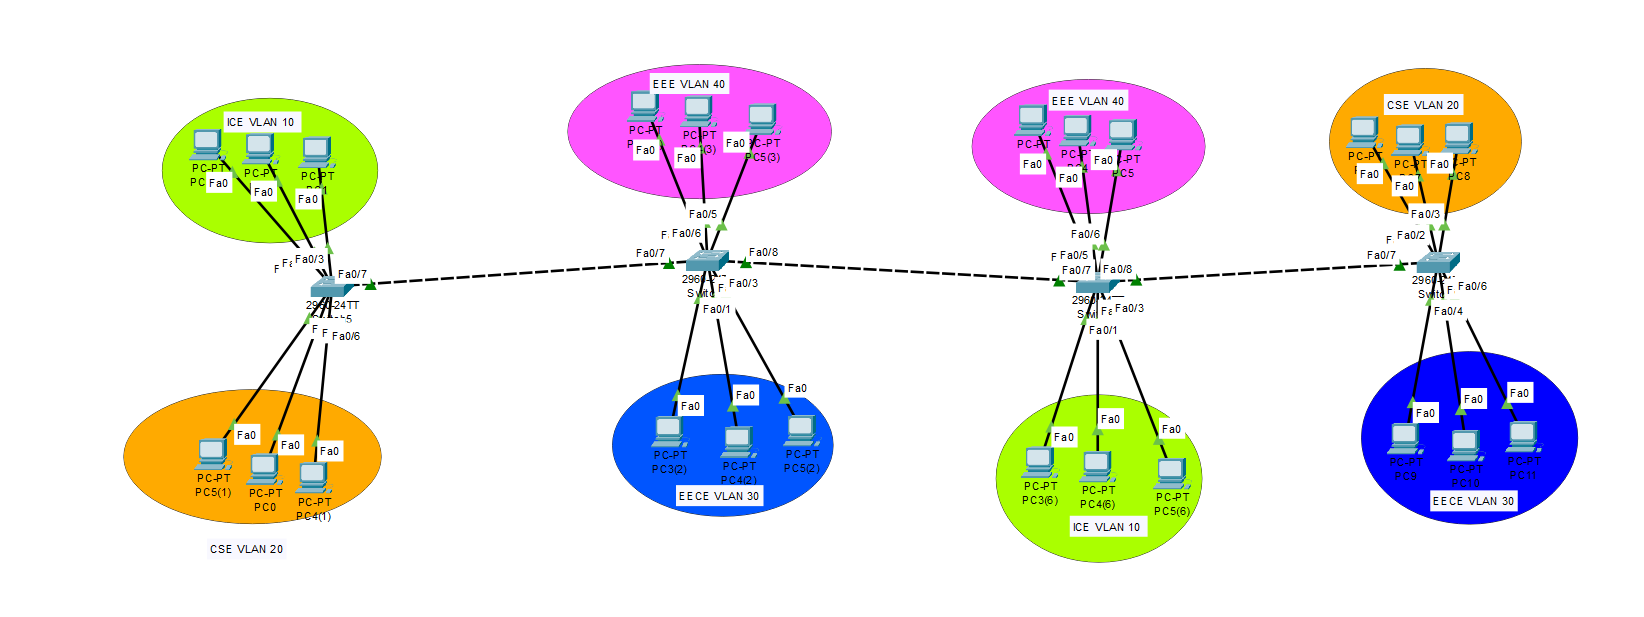 ICE VLAN 10
PC-PT
PC-PT
PC-PT
Fa0
Fa0
Fa0
Fa0/3
Fa0/7
2960-24TT
Fa0/6
Fa0
Fa0
Fa0
PC-PT
PC5(1)
PC-PT
PC0
PC-PT
PC4(1)
CSE VLAN 20
EEE VLAN 40
PC-PT
PC-PT
PC-PT
PC5(3)
Fa0
Fa0
Fa0
Fa0/5
Fa0/6
Fa0/7
Fa0/8
Fa0/3
Fa0/1
Fa0
Fa0
Fa0
PC-PT
PC3(2)
PC-PT
PC4(2)
PC-PT
PC5(2)
EECE VLAN 30
EEE VLAN 40
PC-PT
PC5
Fa0
Fa0
Fa0
Fa0/6
Fa0/5
Fa0/7
Fa0/8
Fa0/3
Fa0/1
Fa0
Fa0
Fa0
PC-PT
PC3(6)
PC-PT
PC4(6)
PC-PT
PC5(6)
ICE VLAN 10
CSE VLAN 20
PC8
Fa0
Fa0
Fa0
Fa0/3
Fa0/2
Fa0/7
Fa0/6
Fa0/4
Fa0
Fa0
Fa0
PC-PT
PC9
PC-PT
PC10
PC-PT
PC11
EECE VLAN 30